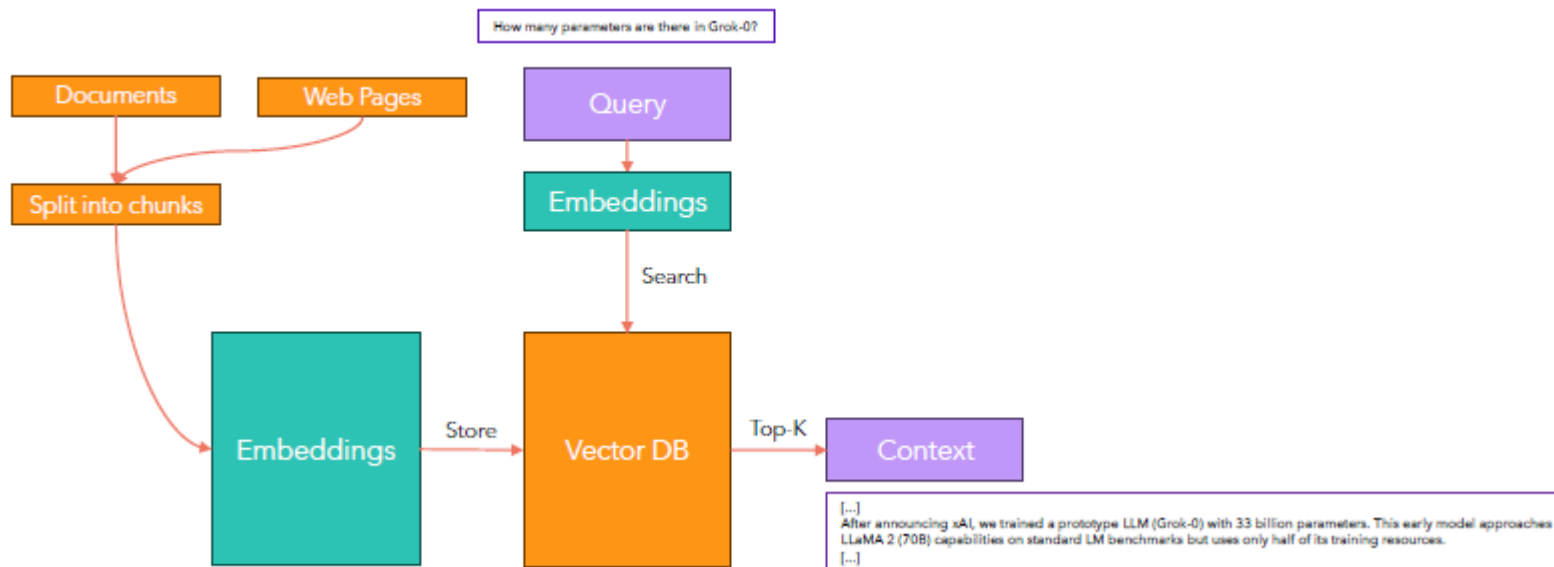 How many parameters are there in Grok-0?
Documents
Web Pages
Query
Split into chunks
Embeddings
Search
Embeddings
Store
Vector DB
Top-K
Context
[...]
After announcing xAI, we trained a prototype LLM (Grok-0) with 33 billion parameters. This early model approaches
LLaMA 2 (70B) capabilities on standard LM benchmarks but uses only half of its training resources.
[...]